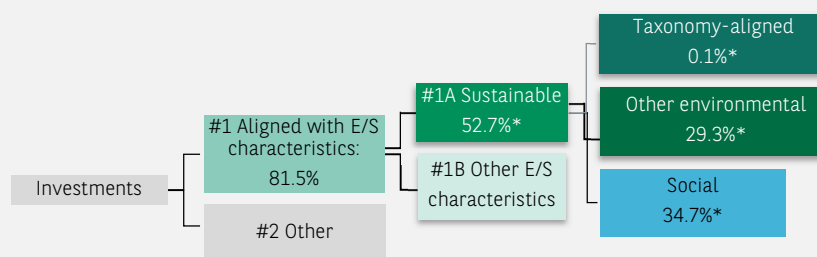 Investments
#1 Aligned with E/S
characteristics:
81.5%
#2 Other
#1A Sustainable
52.7%*
#1B Other E/S
characteristics
Taxonomy-aligned
0.1%*
Other environmental
29.3%*
Social
34.7%*